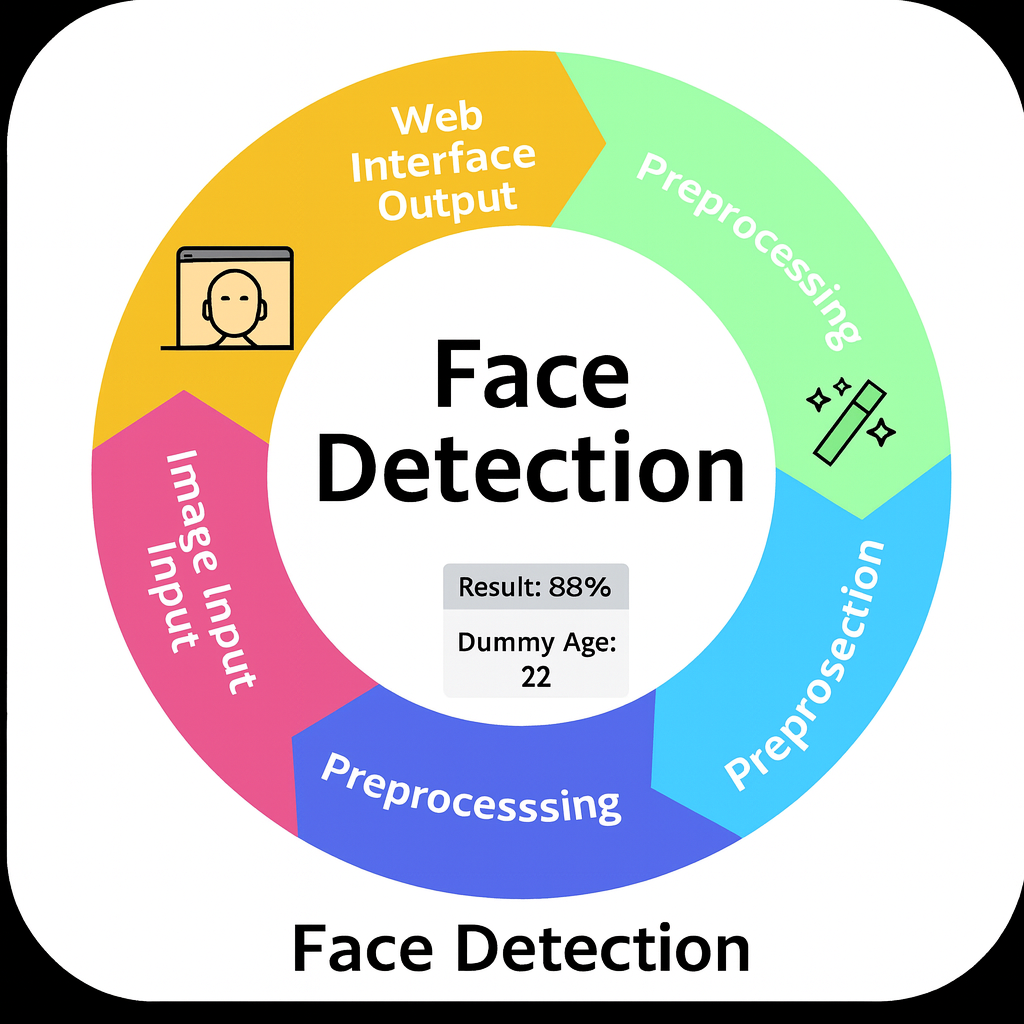 Web
Interface
Output
Preprocessing
Preprosection
Preprocesssing
Image Input
Input
Face
Detection
Result: 88%
Dummy Age:
22
Face Detection